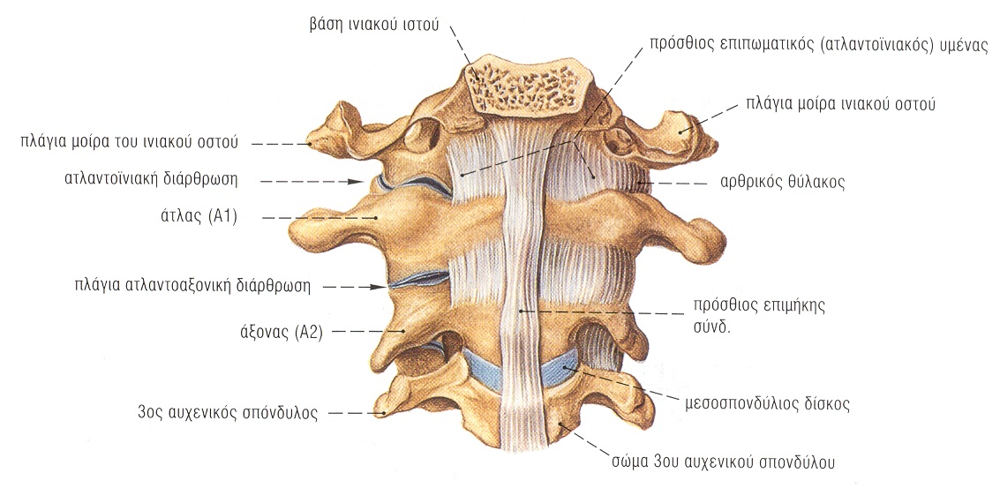 βάση ινιακού ιστού
πρόσθιος επιπωματικός (ατλαντοϊνιακός) υμένας
πλάγια μοίρα ινιακού οστού
πλάγια μοίρα του ινιακού οστού
ατλαντοϊνιακή διάρθρωση
αρθρικός θύλακος
άτλας (Α1)
πλάγια ατλαντοαξονική διάρθρωση
πρόσθιος επιμήκης
σύνδ.
άξονας (Α2)
μεσοσπονδύλιος δίσκος
3ος αυχενικός σπόνδυλος
σώμα 3ου αυχενικού σπονδύλου